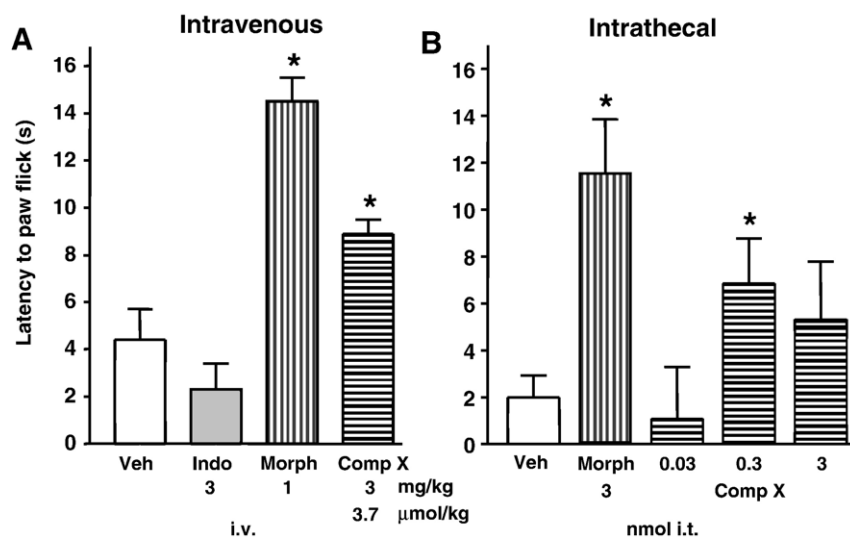 A
Intravenous
Latency to paw flick (s)
16
14
12
10
8
6
4
2
0
*
*
Veh Indo Morph Comp X
3 1 3 mg/kg
3.7 μmol/kg
i.v.
B
Intrathecal
16
14
12
10
8
6
4
2
0
*
*
Veh Morph 0.03 0.3 3
3 Comp X
nmol i.t.